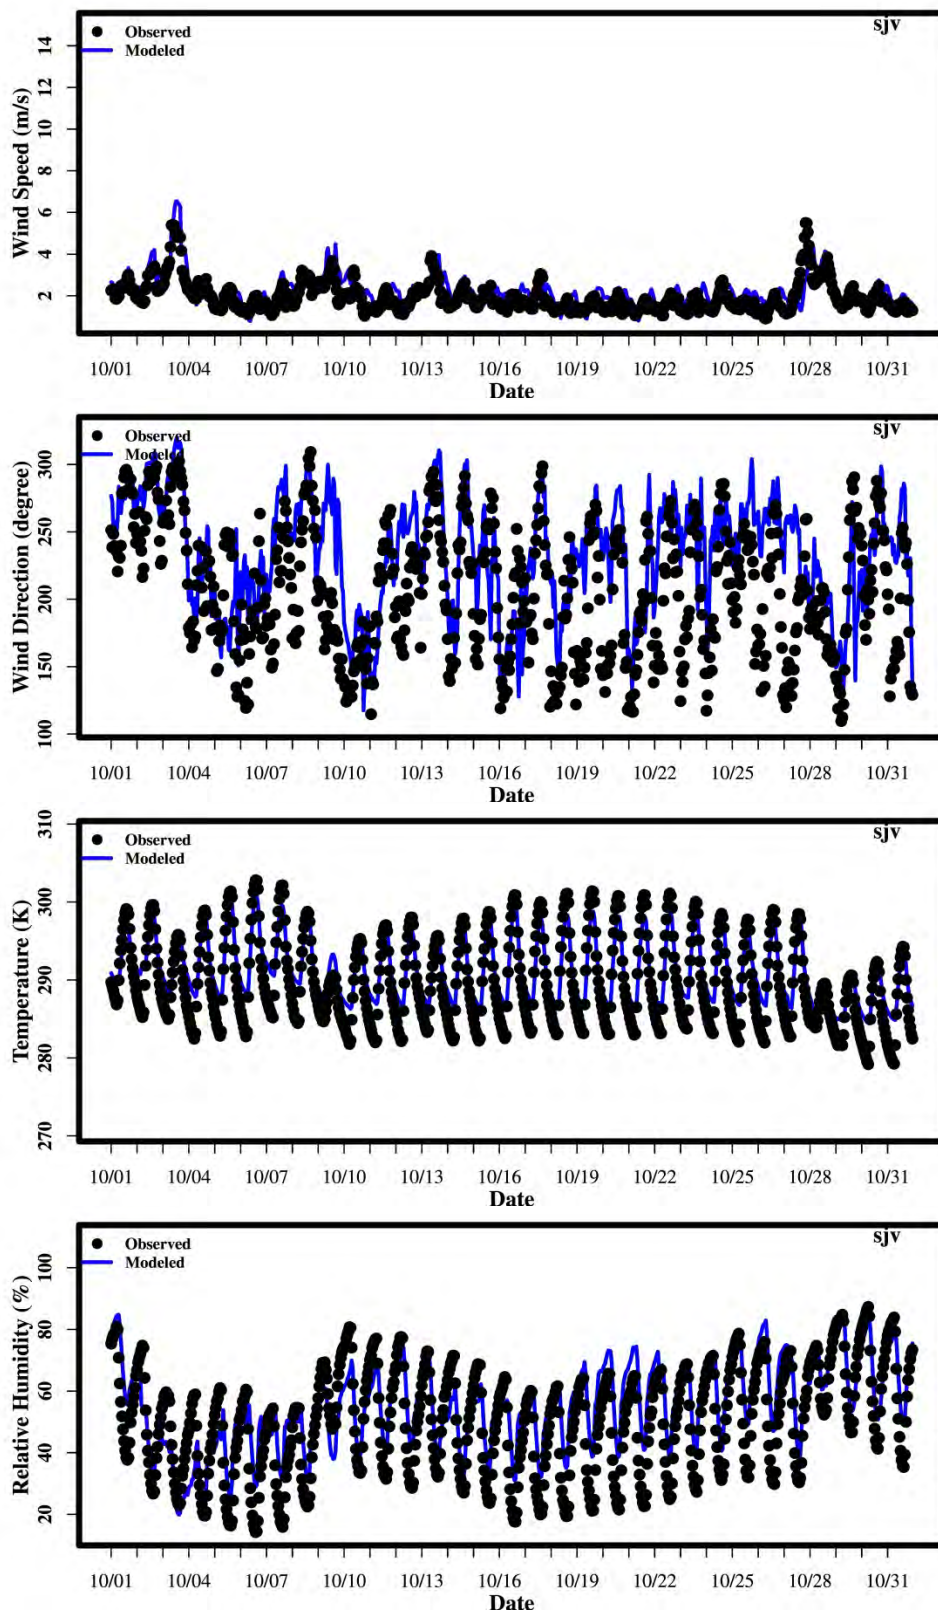 sjv
Observed
Modeled
Wind Speed (m/s)
14
12
10
8
6
4
2
10/01 10/04 10/07 10/10 10/13 10/16 10/19 10/22 10/25 10/28 10/31
Date
sjv
Observed
Modeled
Wind Direction (degree)
300
250
200
150
100
10/01 10/04 10/07 10/10 10/13 10/16 10/19 10/22 10/25 10/28 10/31
Date
sjv
Observed
Modeled
Temperature (K)
310
300
290
280
270
10/01 10/04 10/07 10/10 10/13 10/16 10/19 10/22 10/25 10/28 10/31
Date
sjv
Observed
Modeled
Relative Humidity (%)
100
80
60
40
20
10/01 10/04 10/07 10/10 10/13 10/16 10/19 10/22 10/25 10/28 10/31
Date